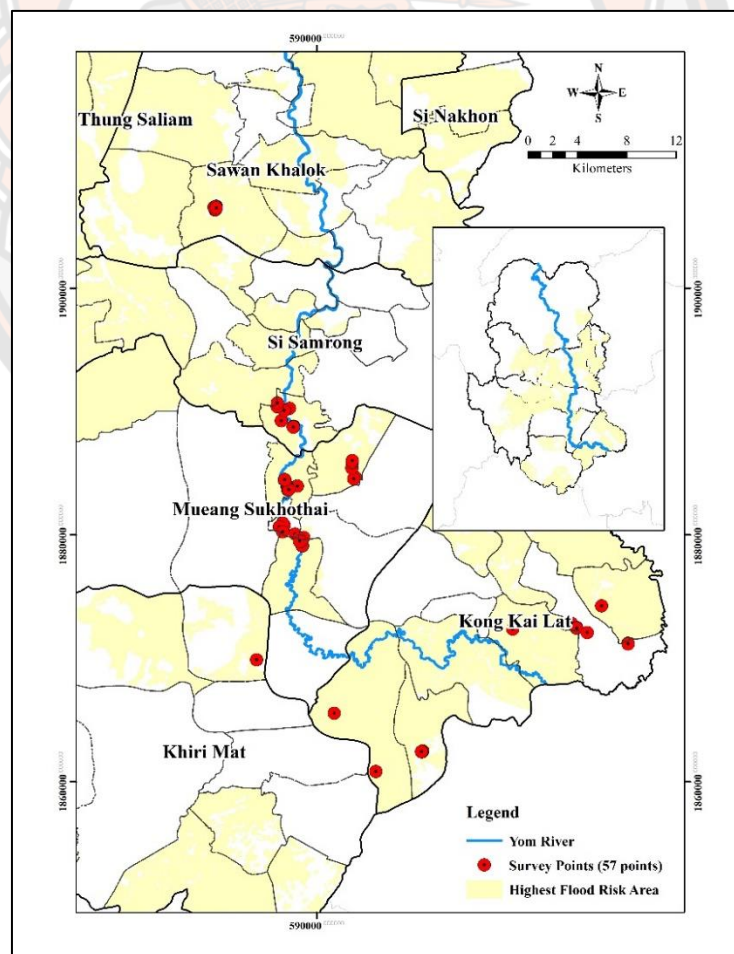 590000
N
W E
S
0 2 4 8 12
Kilometers
Thung Saliam
Si Nakhon
Sawan Khalok
1900000
1900000
Si Samrong
Mueang Sukhothai
1880000
1880000
Kong Kai Lat
Khiri Mat
1860000
1860000
Legend
Yom River
Survey Points (57 points)
Highest Flood Risk Area
590000